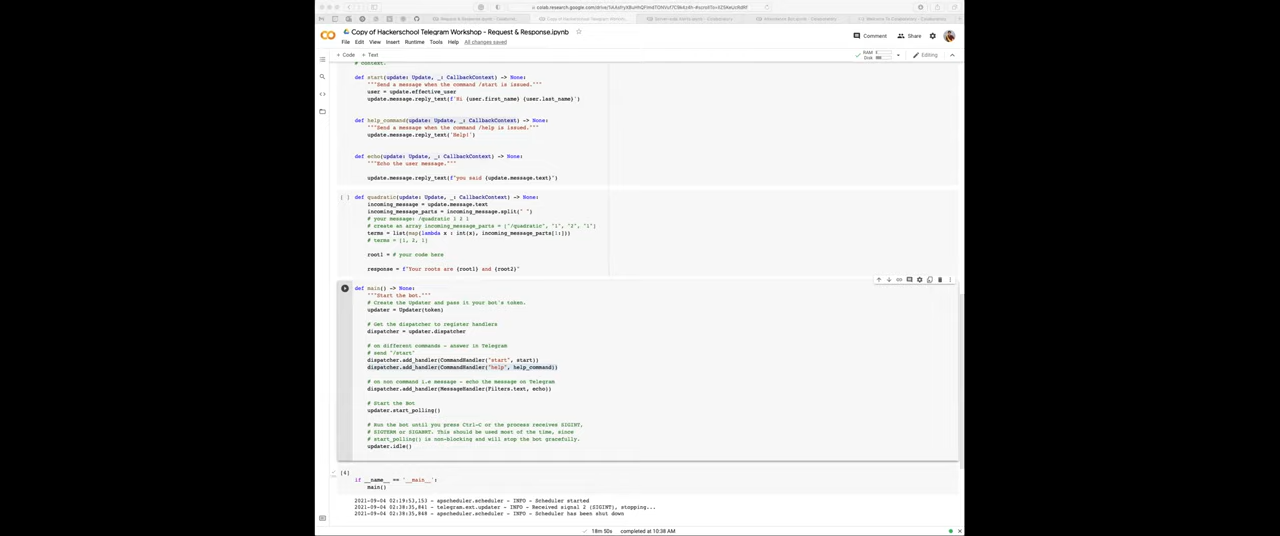 colab.research.google.com/drive/
Copy of Hackerschool Telegram Workshop - Request & Response.ipynb
File Edit View Insert Runtime Tools Help All changes saved
Comment Share
+ Code + Text
RAM
Disk
Editing
# context.
def start(update: Update, _: CallbackContext) -> None:
"""Send a message when the command /start is issued."""
user = update.effective_user
update.message.reply_text(f'Hi {user.first_name} {user.last_name}')
def help_command(update: Update, _: CallbackContext) -> None:
"""Send a message when the command /help is issued."""
update.message.reply_text('Help!')
def echo(update: Update, _: CallbackContext) -> None:
"""Echo the user message."""
update.message.reply_text(f"you said {update.message.text}")
[ ]
def quadratic(update: Update, _: CallbackContext) -> None:
incoming_message = update.message.text
incoming_message_parts = incoming_message.split(" ")
# your message: /quadratic 1 2 1
# create an array incoming_message_parts = ["/quadratic", "1", "2", "1"]
terms = list(map(lambda x : int(x), incoming_message_parts[1:]))
# terms = [1, 2, 1]
root1 = # your code here
response = f"Your roots are {root1} and {root2}"
def main() -> None:
"""Start the bot."""
# Create the Updater and pass it your bot's token.
updater = Updater(token)
# Get the dispatcher to register handlers
dispatcher = updater.dispatcher
# on different commands - answer in Telegram
# send "/start"
dispatcher.add_handler(CommandHandler("start", start))
dispatcher.add_handler(CommandHandler("help", help_command))
# on non command i.e message - echo the message on Telegram
dispatcher.add_handler(MessageHandler(Filters.text, echo))
# Start the Bot
updater.start_polling()
# Run the bot until you press Ctrl-C or the process receives SIGINT,
# SIGTERM or SIGABRT. This should be used most of the time, since
# start_polling() is non-blocking and will stop the bot gracefully.
updater.idle()
[4]
if __name__ == '__main__':
main()
2021-09-04 02:19:53,153 - apscheduler.scheduler - INFO - Scheduler started
2021-09-04 02:38:35,841 - telegram.ext.updater - INFO - Received signal 2 (SIGINT), stopping...
2021-09-04 02:38:35,948 - apscheduler.scheduler - INFO - Scheduler has been shut down
18m 50s completed at 10:38 AM